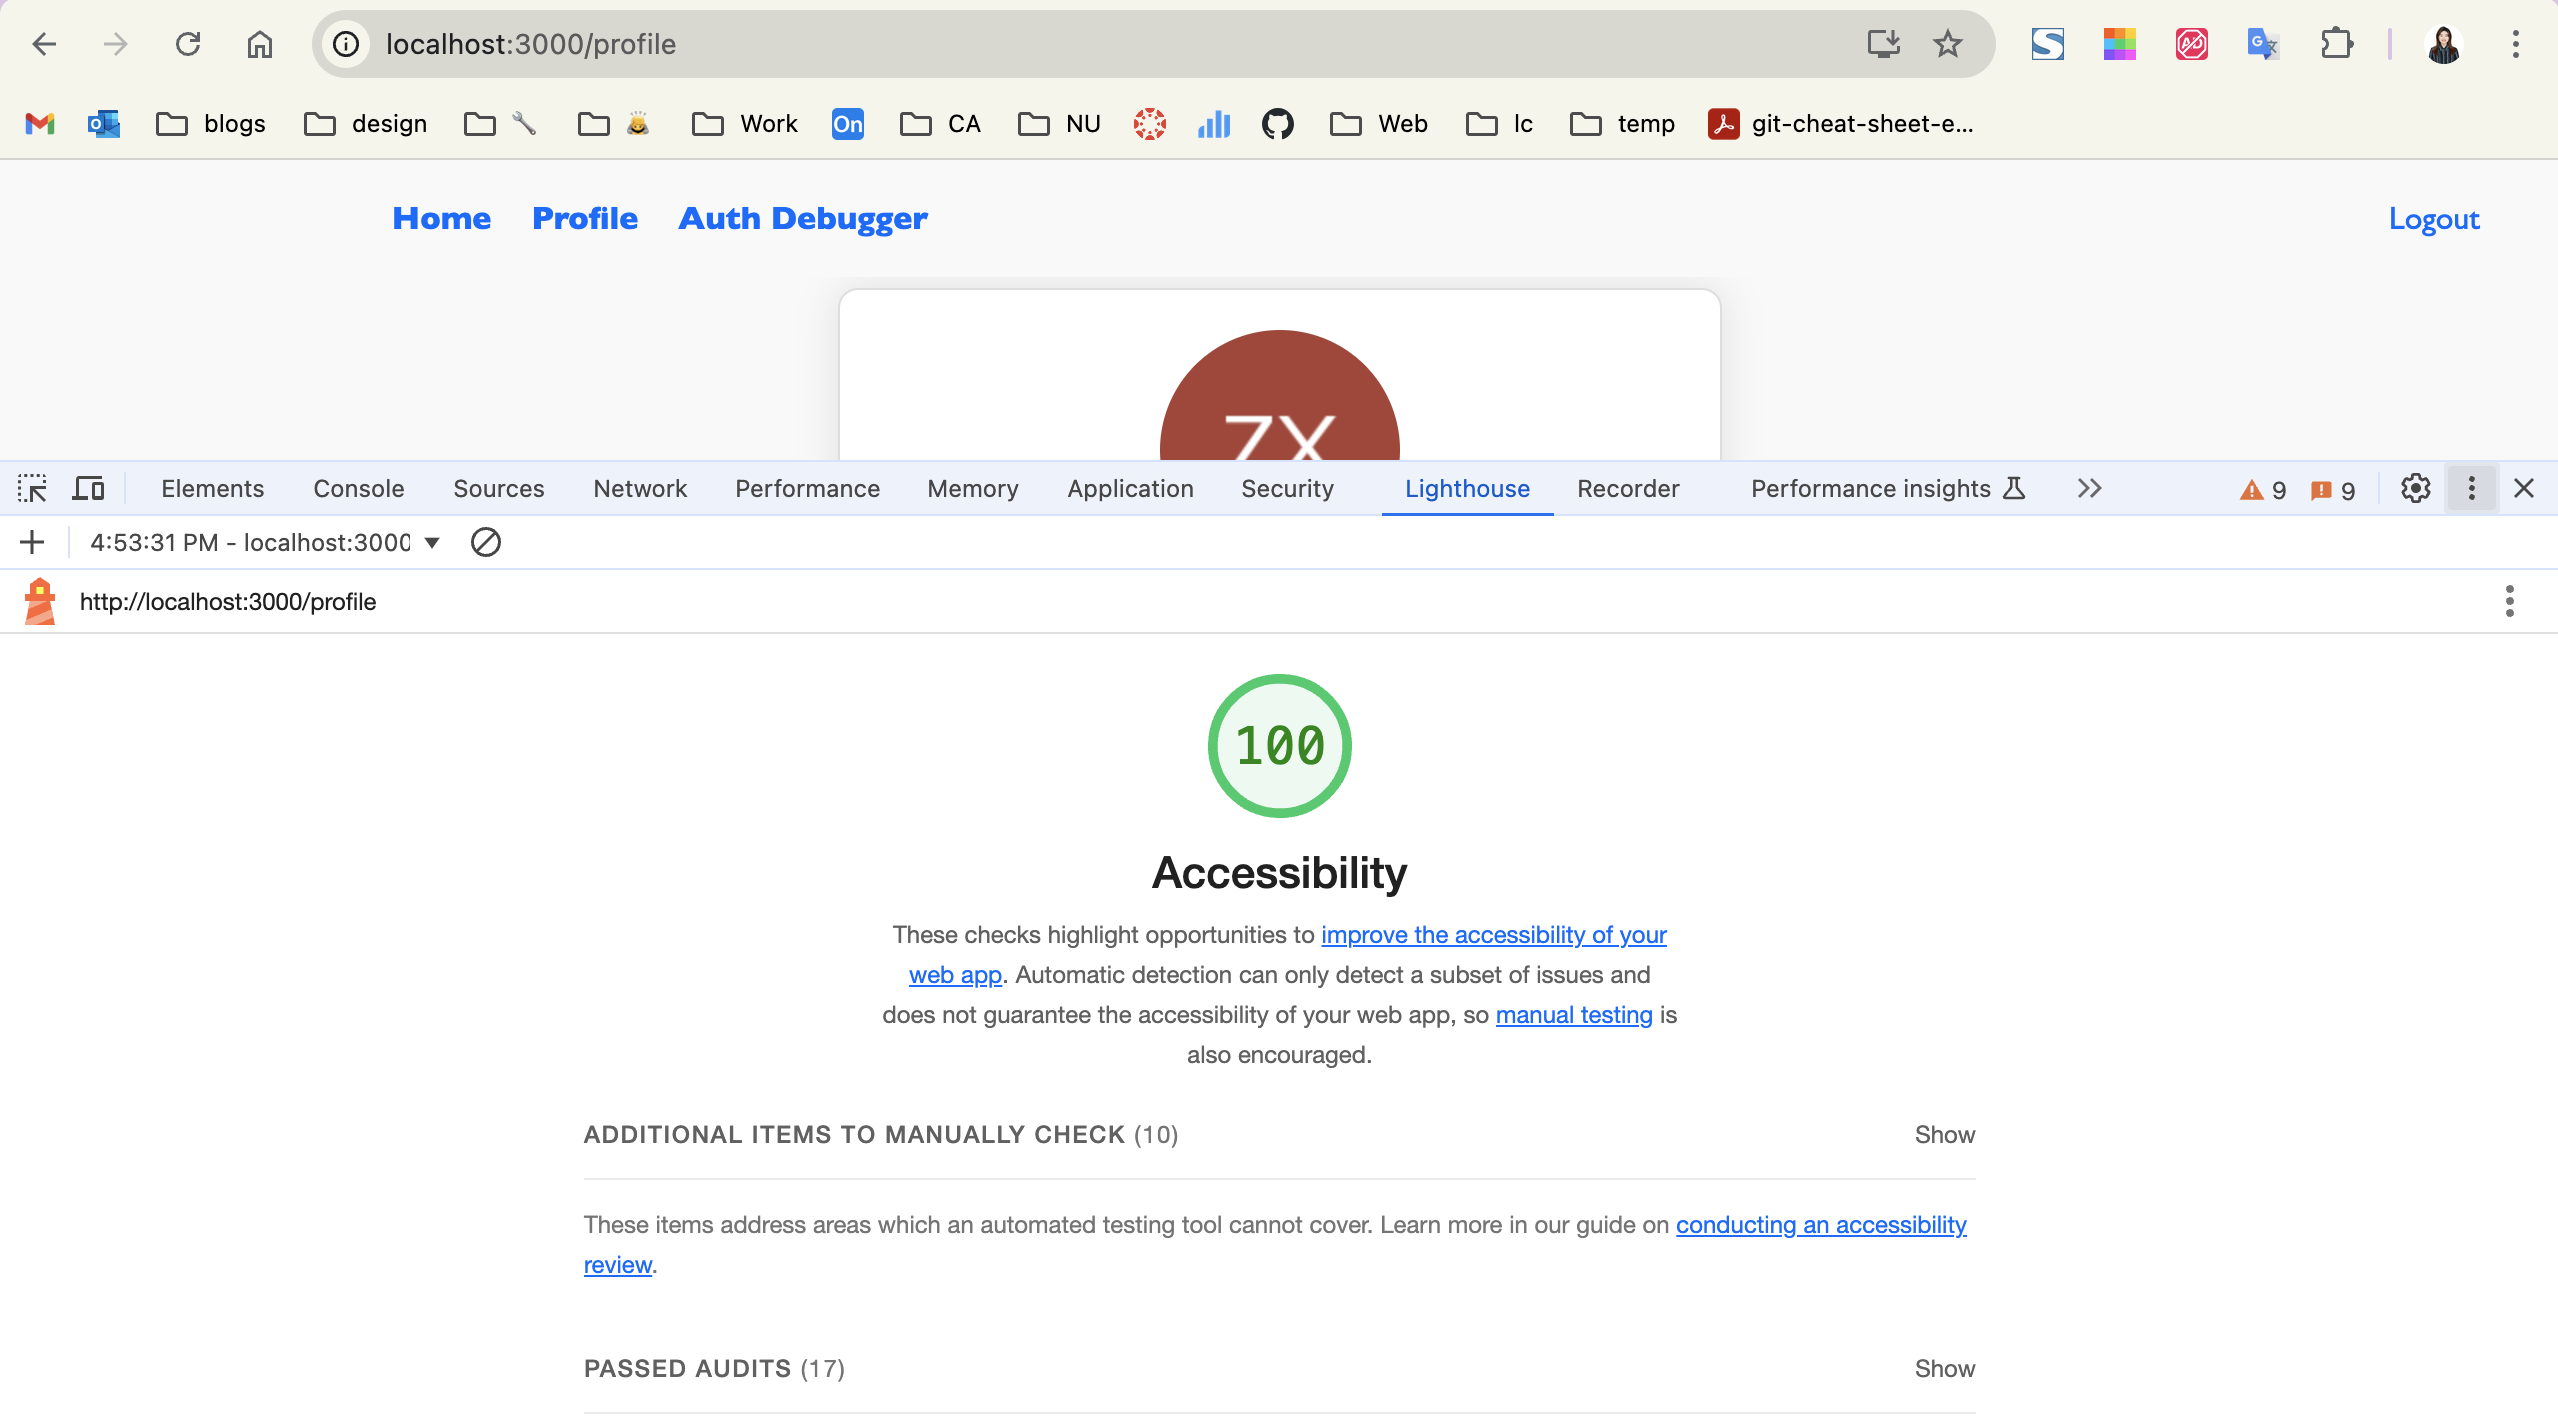 localhost:3000/profile
blogs
design
Work
On
CA
NU
Web
lc
temp
git-cheat-sheet-e...
Home Profile Auth Debugger Logout
ZX
Elements Console Sources Network Performance Memory Application Security Lighthouse Recorder Performance insights 9 9
4:53:31 PM - localhost:3000
http://localhost:3000/profile
100
Accessibility
These checks highlight opportunities to improve the accessibility of your
web app. Automatic detection can only detect a subset of issues and
does not guarantee the accessibility of your web app, so manual testing is
also encouraged.
ADDITIONAL ITEMS TO MANUALLY CHECK (10) Show
These items address areas which an automated testing tool cannot cover. Learn more in our guide on conducting an accessibility
review.
PASSED AUDITS (17) Show